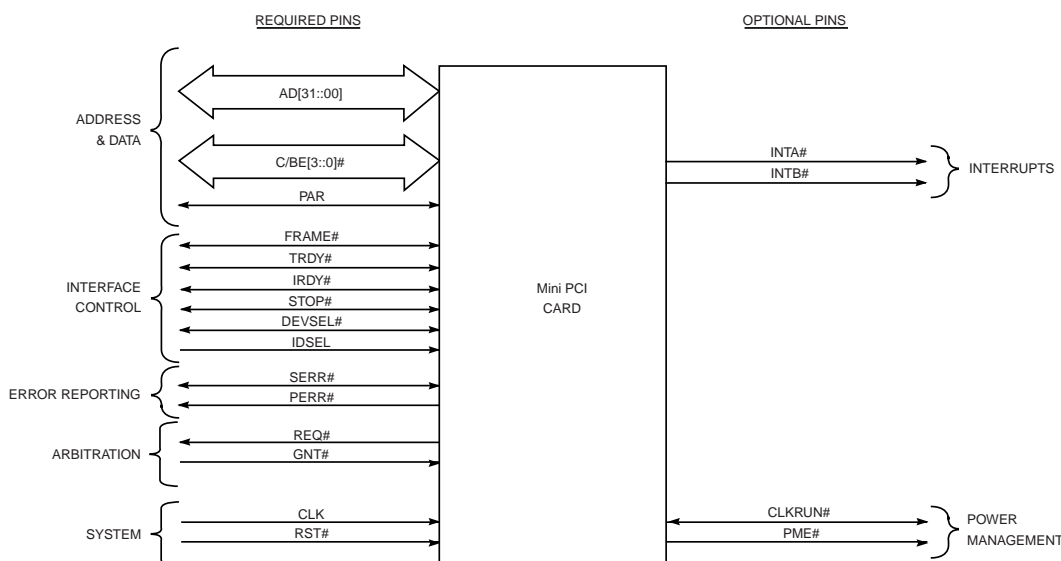 REQUIRED PINS
OPTIONAL PINS
ADDRESS
& DATA
AD[31::00]
C/BE[3::0]#
PAR
INTERFACE
CONTROL
FRAME#
TRDY#
IRDY#
STOP#
DEVSEL#
IDSEL
ERROR REPORTING
SERR#
PERR#
ARBITRATION
REQ#
GNT#
SYSTEM
CLK
RST#
Mini PCI
CARD
INTA#
INTB#
INTERRUPTS
CLKRUN#
PME#
POWER
MANAGEMENT